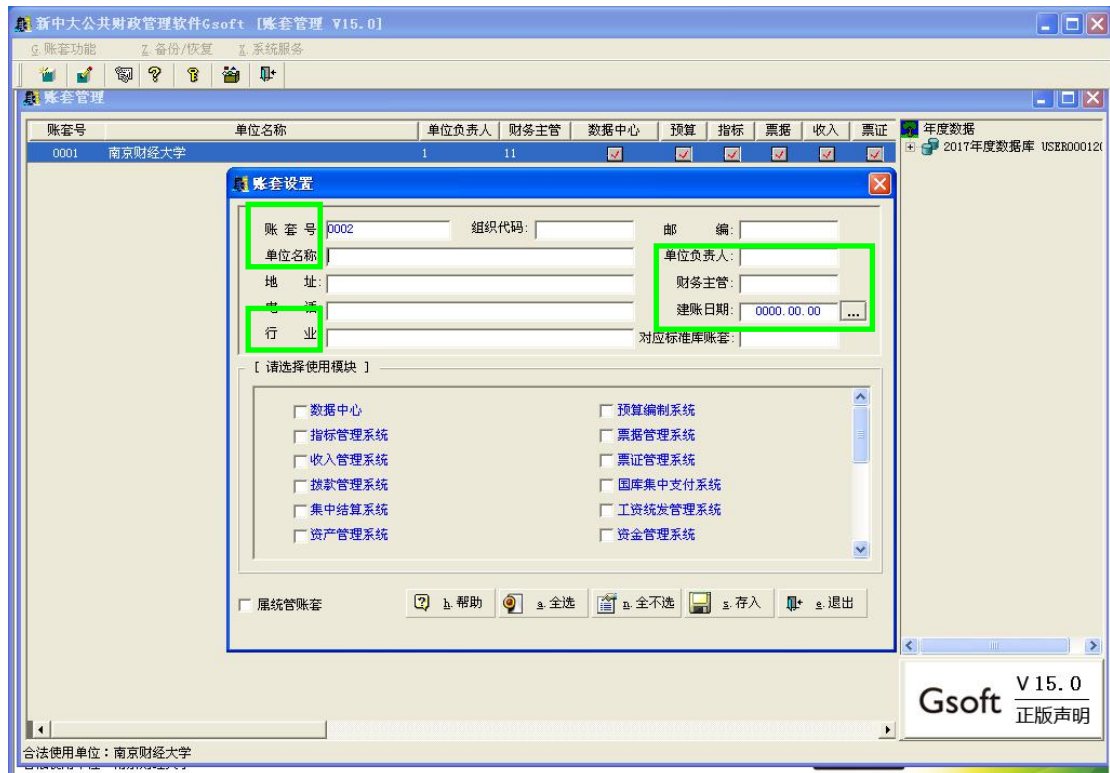 新中大公共财政管理软件Gsoft [账套管理 V15.0]
G.账套功能 Z.备份/恢复 X.系统服务
账套管理
账套号 单位名称 单位负责人 财务主管 数据中心 预算 指标 票据 收入 票证
0001 南京财经大学 1 11
年度数据
2017年度数据库 USER000120
账套设置
账 套 号 0002 组织代码: 邮 编:
单位名称 单位负责人:
地 址: 财务主管:
电 话 建账日期: 0000.00.00 ...
行 业 对应标准库账套:
[ 请选择使用模块 ]
数据中心 预算编制系统
指标管理系统 票据管理系统
收入管理系统 票证管理系统
拨款管理系统 国库集中支付系统
集中结算系统 工资统发管理系统
资产管理系统 资金管理系统
属统管账套 h.帮助 a.全选 n.全不选 s.存入 e.退出
Gsoft V15.0
正版声明
合法使用单位：南京财经大学